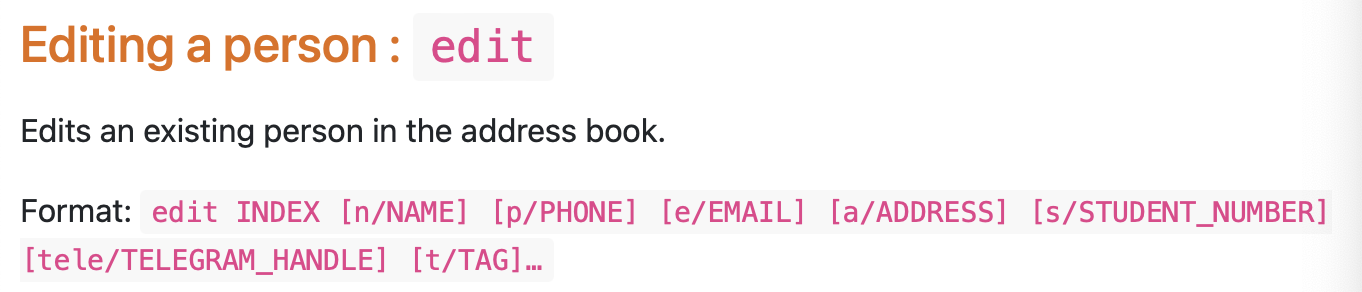 Editing a person : edit
Edits an existing person in the address book.
Format: edit INDEX [n/NAME] [p/PHONE] [e/EMAIL] [a/ADDRESS] [s/STUDENT_NUMBER]
[tele/TELEGRAM_HANDLE] [t/TAG]…